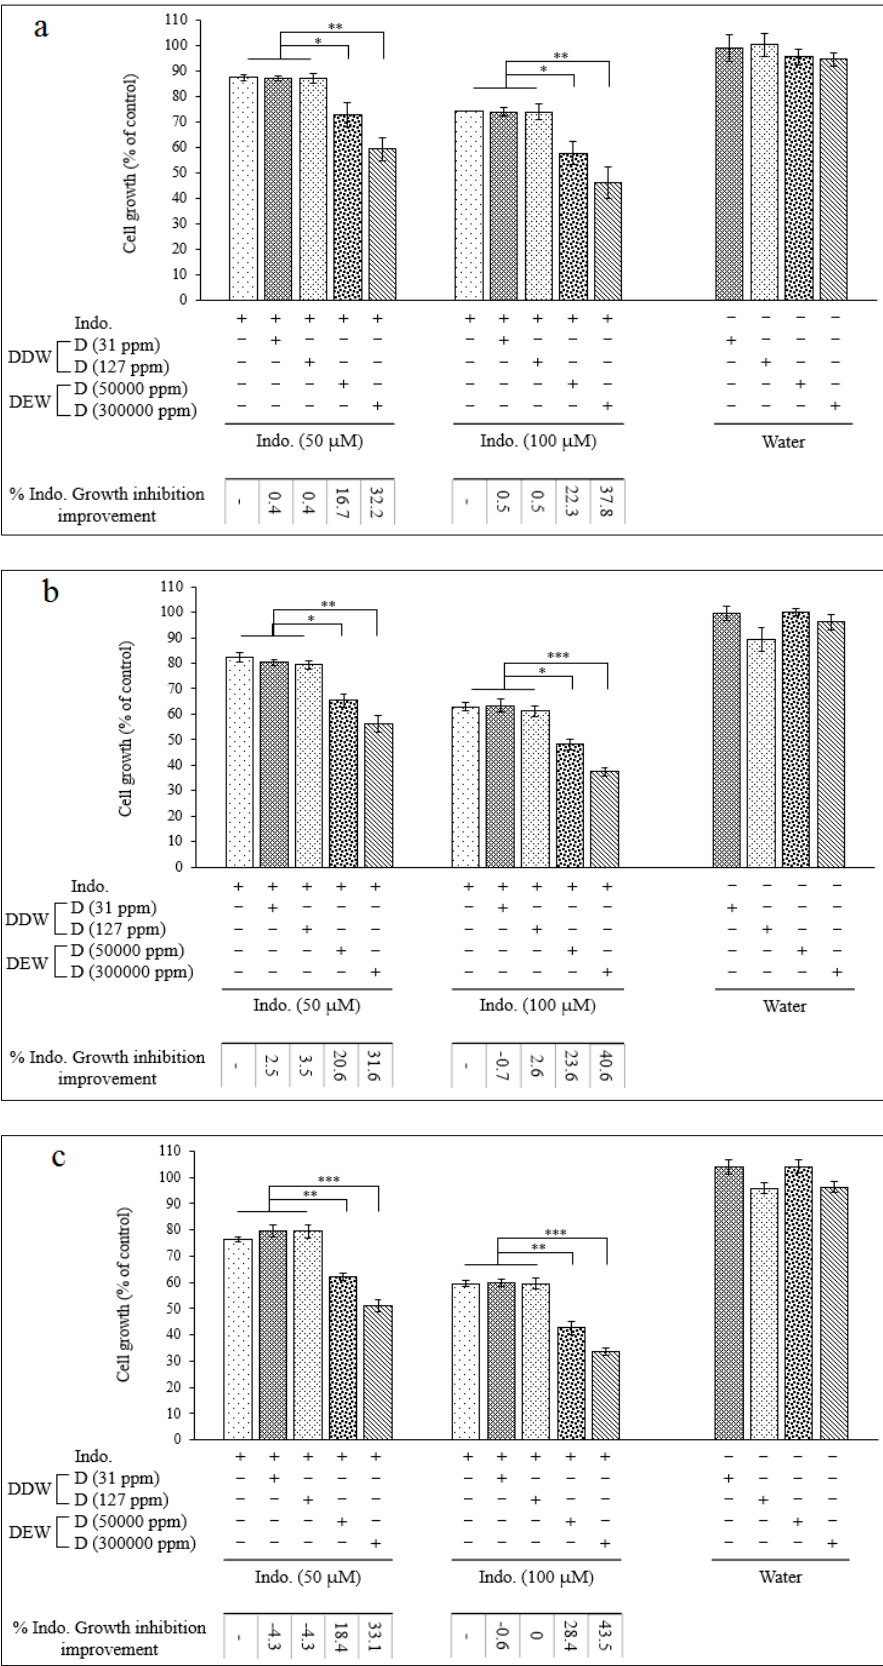 a
110
100
90
80
70
60
50
40
30
20
10
0
Cell growth (% of control)
** *
** *
Indo. + + + + + + + + + + − − − −
DDW
D (31 ppm) − + − − − − + − − − + − − −
D (127 ppm) − − + − − − − + − − − + − −
DEW
D (50000 ppm) − − − + − − − − + − − − + −
D (300000 ppm) − − − − + − − − − + − − − +
Indo. (50 µM) Indo. (100 µM) Water
% Indo. Growth inhibition improvement
- 0.4 0.4 16.7 32.2 - 0.5 0.5 22.3 37.8
b
110
100
90
80
70
60
50
40
30
20
10
0
Cell growth (% of control)
** *
*** *
Indo. + + + + + + + + + + − − − −
DDW
D (31 ppm) − + − − − − + − − − + − − −
D (127 ppm) − − + − − − − + − − − + − −
DEW
D (50000 ppm) − − − + − − − − + − − − + −
D (300000 ppm) − − − − + − − − − + − − − +
Indo. (50 µM) Indo. (100 µM) Water
% Indo. Growth inhibition improvement
- 2.5 3.5 20.6 31.6 - -0.7 2.6 23.6 40.6
c
110
100
90
80
70
60
50
40
30
20
10
0
Cell growth (% of control)
*** **
*** **
Indo. + + + + + + + + + + − − − −
DDW
D (31 ppm) − + − − − − + − − − + − − −
D (127 ppm) − − + − − − − + − − − + − −
DEW
D (50000 ppm) − − − + − − − − + − − − + −
D (300000 ppm) − − − − + − − − − + − − − +
Indo. (50 µM) Indo. (100 µM) Water
% Indo. Growth inhibition improvement
- -4.3 -4.3 18.4 33.1 - -0.6 0 28.4 43.5